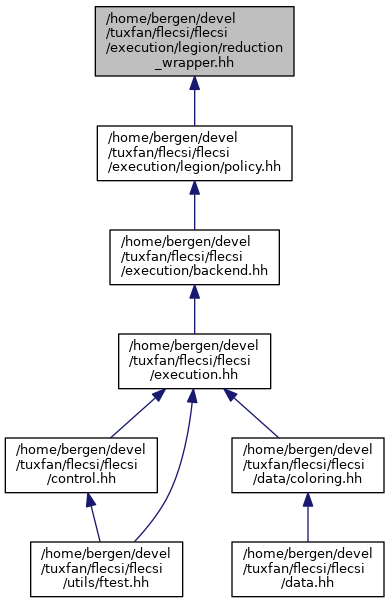 /home/bergen/devel
/tuxfan/flecsi/flecsi
/execution/legion/reduction
_wrapper.hh
/home/bergen/devel
/tuxfan/flecsi/flecsi
/execution/legion/policy.hh
/home/bergen/devel
/tuxfan/flecsi/flecsi
/execution/backend.hh
/home/bergen/devel
/tuxfan/flecsi/flecsi
/execution.hh
/home/bergen/devel
/tuxfan/flecsi/flecsi
/control.hh
/home/bergen/devel
/tuxfan/flecsi/flecsi
/data/coloring.hh
/home/bergen/devel
/tuxfan/flecsi/flecsi
/utils/ftest.hh
/home/bergen/devel
/tuxfan/flecsi/flecsi
/data.hh